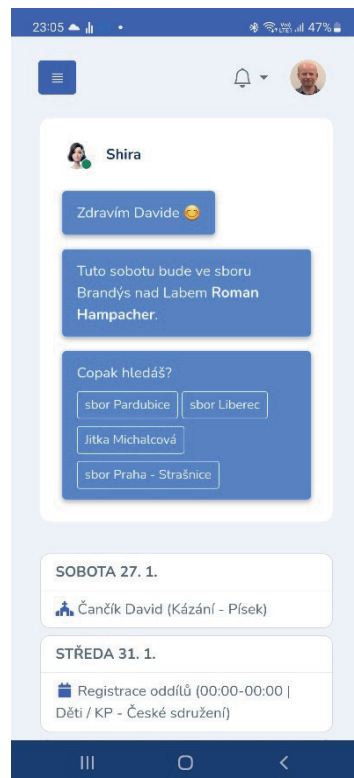 23:05
47%
Shira
Zdravím Davide 😊
Tuto sobotu bude ve sboru
Brandýs nad Labem Roman
Hampacher.
Copak hledáš?
sbor Pardubice
sbor Liberec
Jitka Michalcová
sbor Praha - Strašnice
SOBOTA 27. 1.
Čančík David (Kázání - Písek)
STŘEDA 31. 1.
Registrace oddílů (00:00-00:00 |
Děti / KP - České sdružení)